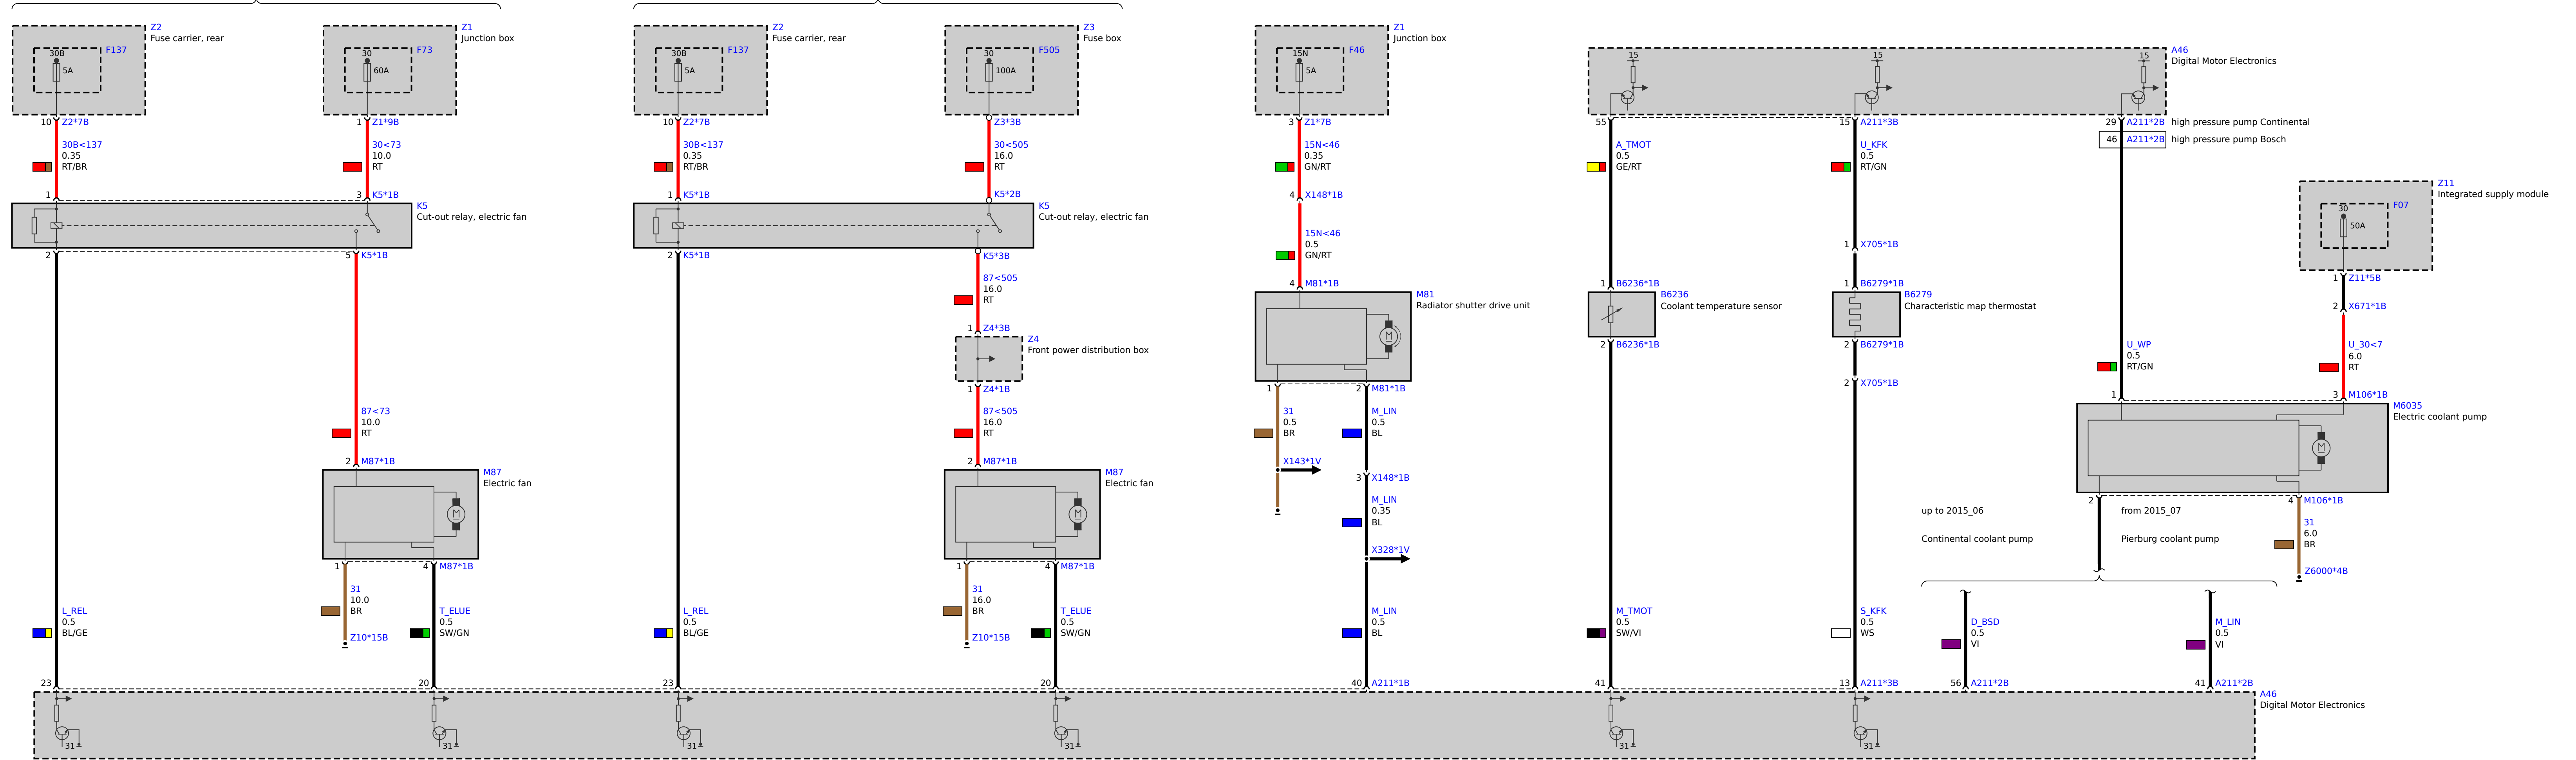 Z2
Fuse carrier, rear
F137
30B
5A
10 Z2*7B
30B<137
0.35
RT/BR
1
Z1
Junction box
F73
30
60A
1 Z1*9B
30<73
10.0
RT
3 K5*1B
K5
Cut-out relay, electric fan
2
5 K5*1B
87<73
10.0
RT
2 M87*1B
M87
Electric fan
M
1
4 M87*1B
31
10.0
BR
Z10*15B
T_ELUE
0.5
SW/GN
L_REL
0.5
BL/GE
23
20
Z2
Fuse carrier, rear
F137
30B
5A
10 Z2*7B
30B<137
0.35
RT/BR
1 K5*1B
Z3
Fuse box
F505
30
100A
Z3*3B
30<505
16.0
RT
K5*2B
K5
Cut-out relay, electric fan
2 K5*1B
K5*3B
87<505
16.0
RT
1 Z4*3B
Z4
Front power distribution box
1 Z4*1B
87<505
16.0
RT
2 M87*1B
M87
Electric fan
M
1
4 M87*1B
31
16.0
BR
Z10*15B
T_ELUE
0.5
SW/GN
L_REL
0.5
BL/GE
23
20
Z1
Junction box
F46
15N
5A
3 Z1*7B
15N<46
0.35
GN/RT
4 X148*1B
15N<46
0.5
GN/RT
4 M81*1B
M81
Radiator shutter drive unit
M
1
2 M81*1B
31
0.5
BR
X143*1V
M_LIN
0.5
BL
3 X148*1B
M_LIN
0.35
BL
X328*1V
M_LIN
0.5
BL
40 A211*1B
A46
Digital Motor Electronics
15
15
15
55
15 A211*3B
29 A211*2B high pressure pump Continental
46 A211*2B high pressure pump Bosch
A_TMOT
0.5
GE/RT
1 B6236*1B
B6236
Coolant temperature sensor
2 B6236*1B
M_TMOT
0.5
SW/VI
41
U_KFK
0.5
RT/GN
1 X705*1B
1 B6279*1B
B6279
Characteristic map thermostat
2 B6279*1B
2 X705*1B
S_KFK
0.5
WS
13 A211*3B
Z11
Integrated supply module
F07
30
50A
1 Z11*5B
2 X671*1B
U_WP
0.5
RT/GN
U_30<7
6.0
RT
1
3 M106*1B
M6035
Electric coolant pump
M
2
4 M106*1B
up to 2015_06
from 2015_07
Continental coolant pump
Pierburg coolant pump
31
6.0
BR
Z6000*4B
D_BSD
0.5
VI
M_LIN
0.5
VI
56 A211*2B
41 A211*2B
A46
Digital Motor Electronics
31
31
31
31
31
31